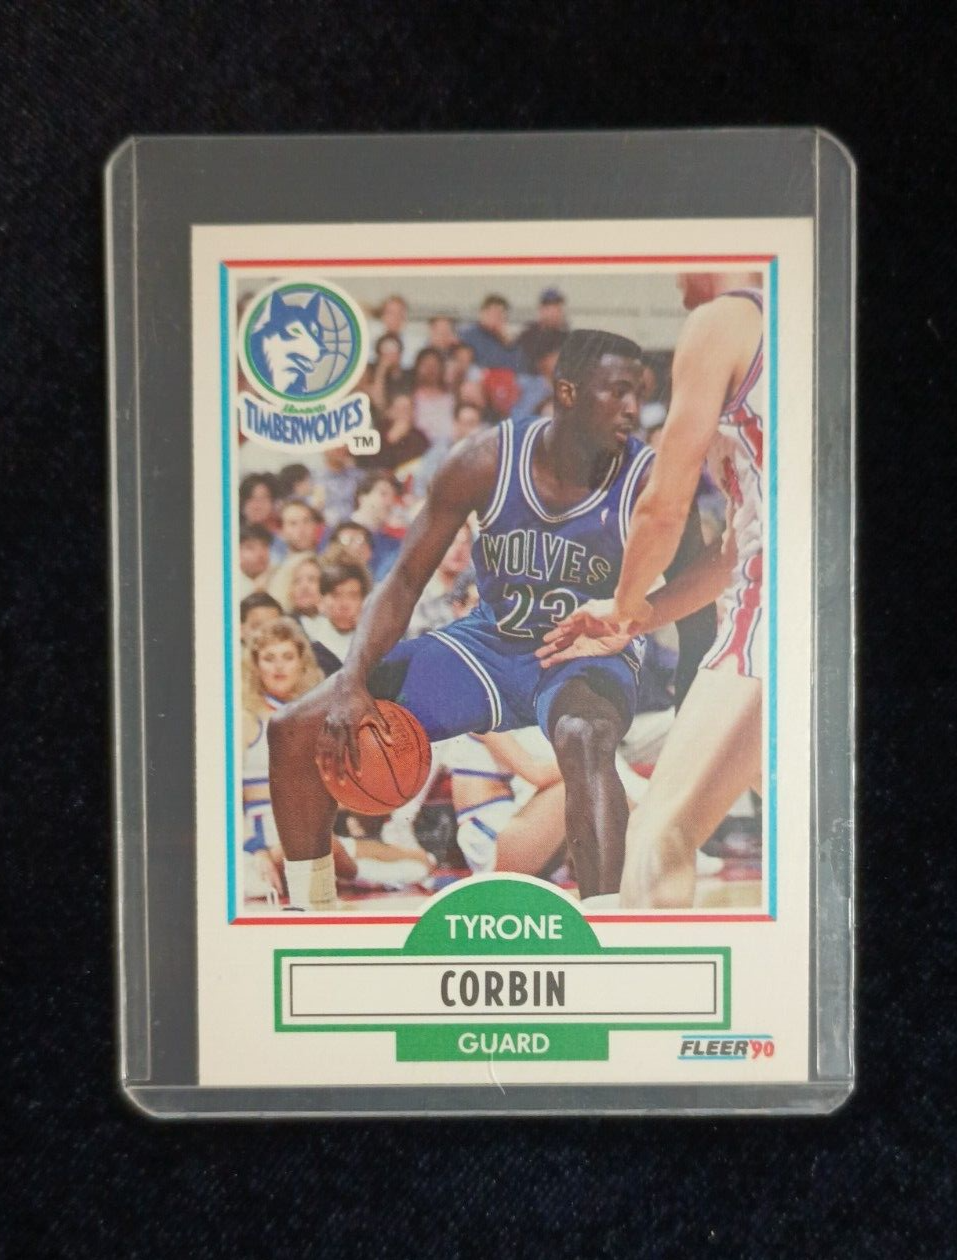 TIMBERWOLVES
TM
WOLVES
23
TYRONE
CORBIN
GUARD
FLEER'90